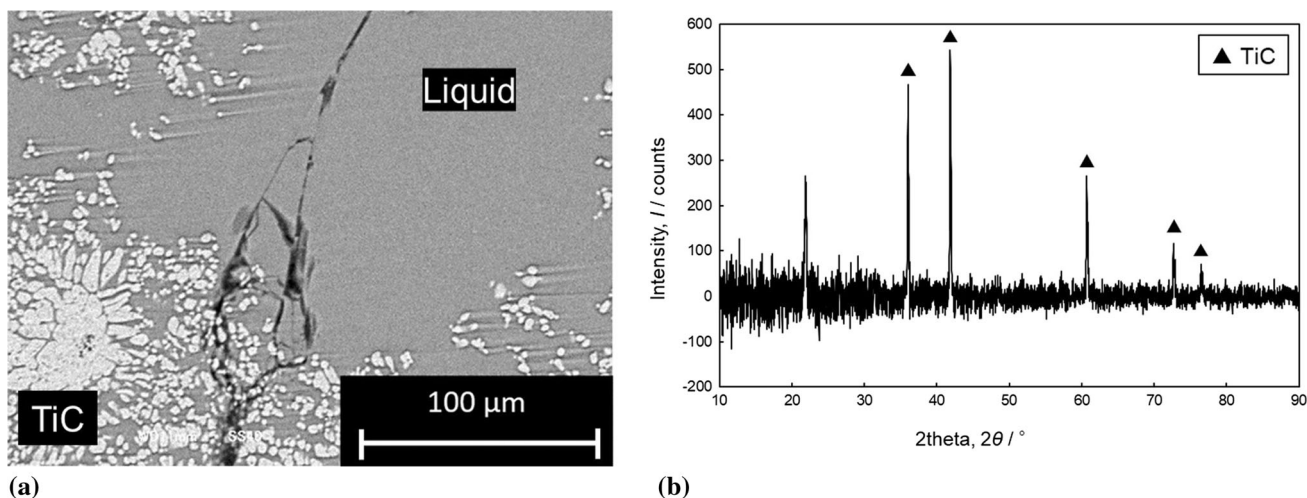 Liquid
TiC
100 µm
(a)
TiC
600
500
400
300
200
100
0
-100
-200
10 20 30 40 50 60 70 80 90
Intensity, I / counts
2theta, 2θ / °
(b)